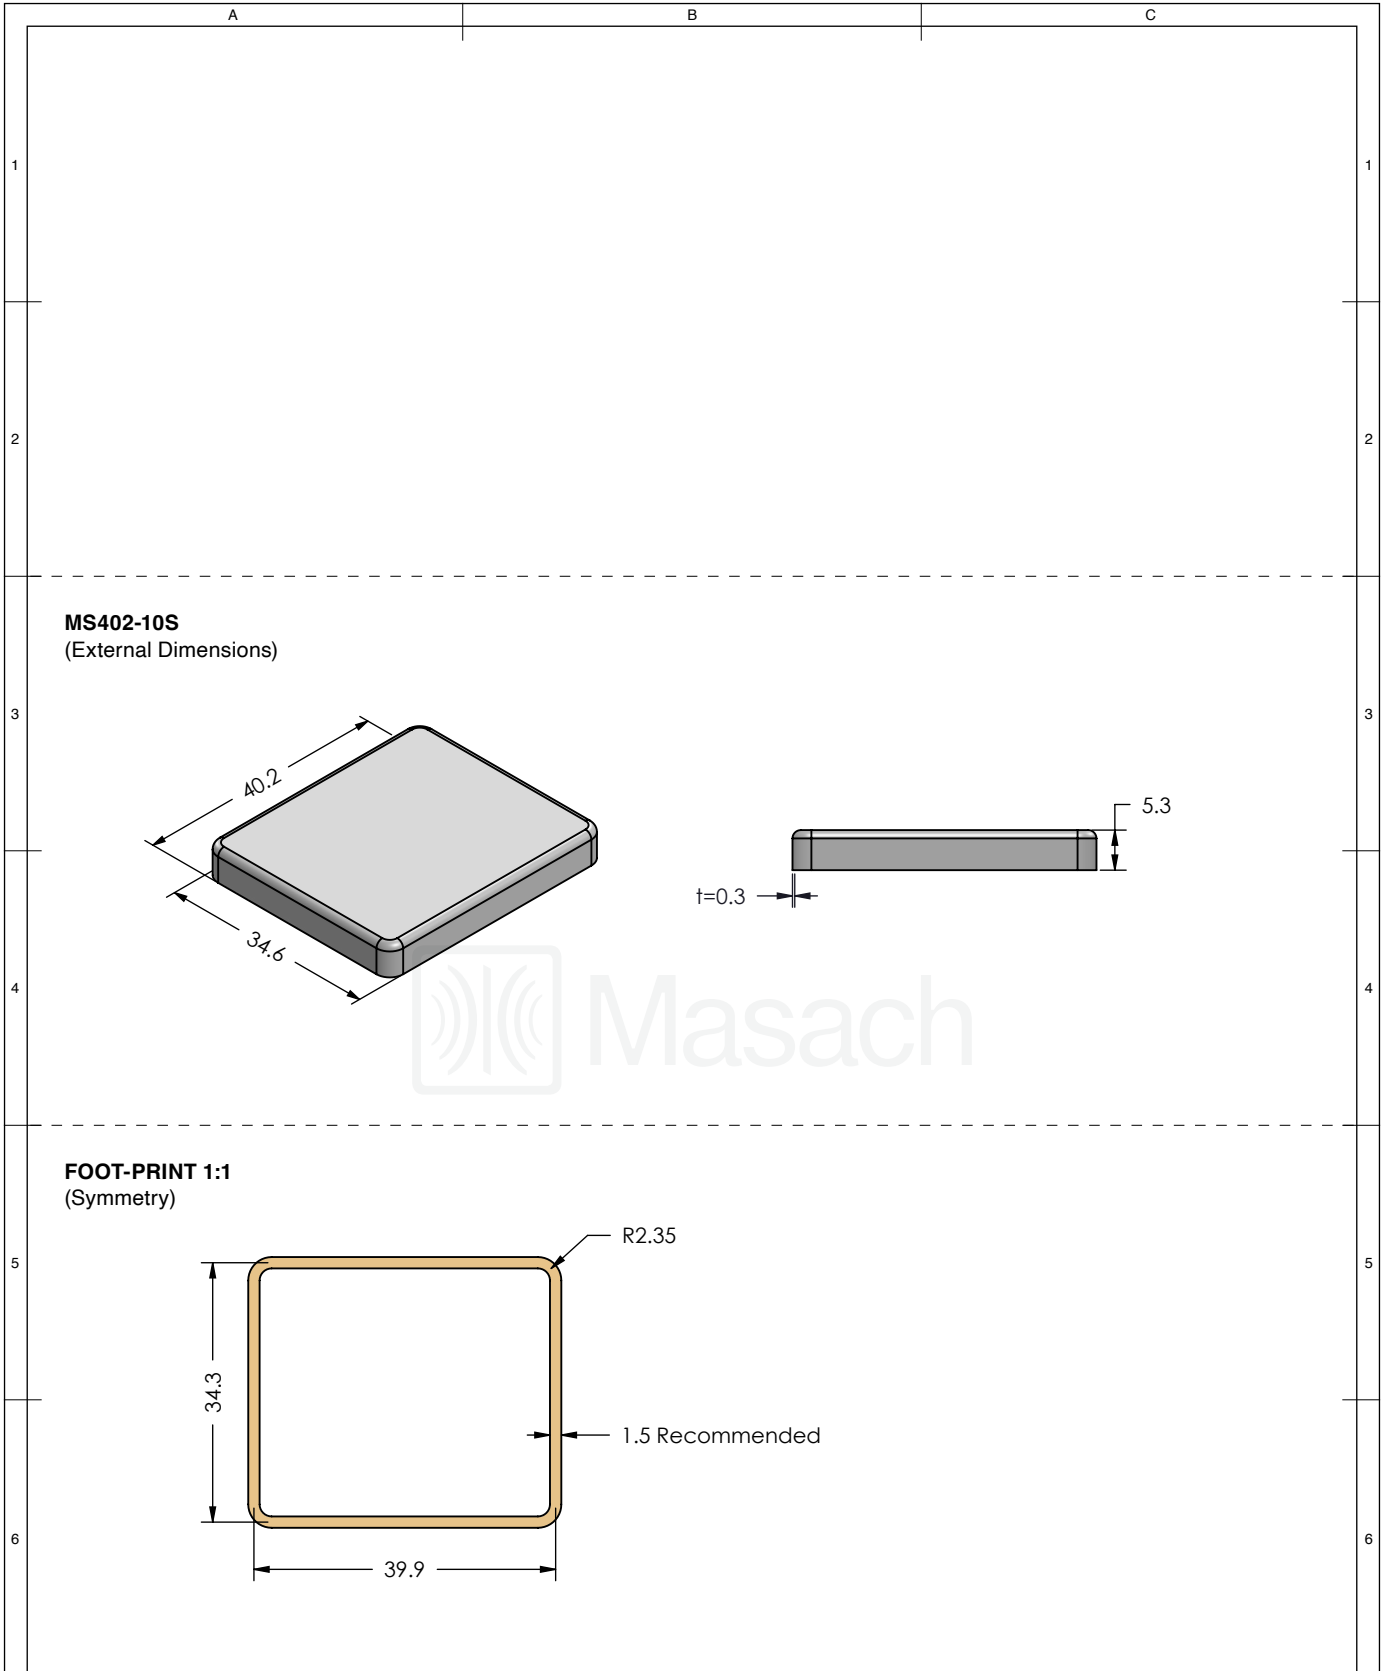 A B C
1 1
2 2
MS402-10S
(External Dimensions)
3 3
40.2
5.3
t=0.3
34.6
4 4
Masach
FOOT-PRINT 1:1
(Symmetry)
R2.35
5 5
34.3
1.5 Recommended
6 6
39.9